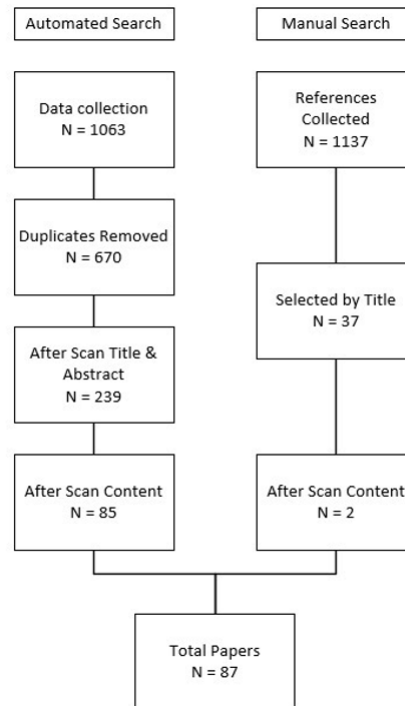 Automated Search
Manual Search
Data collection
N = 1063
References
Collected
N = 1137
Duplicates Removed
N = 670
Selected by Title
N = 37
After Scan Title &
Abstract
N = 239
After Scan Content
N = 85
After Scan Content
N = 2
Total Papers
N = 87